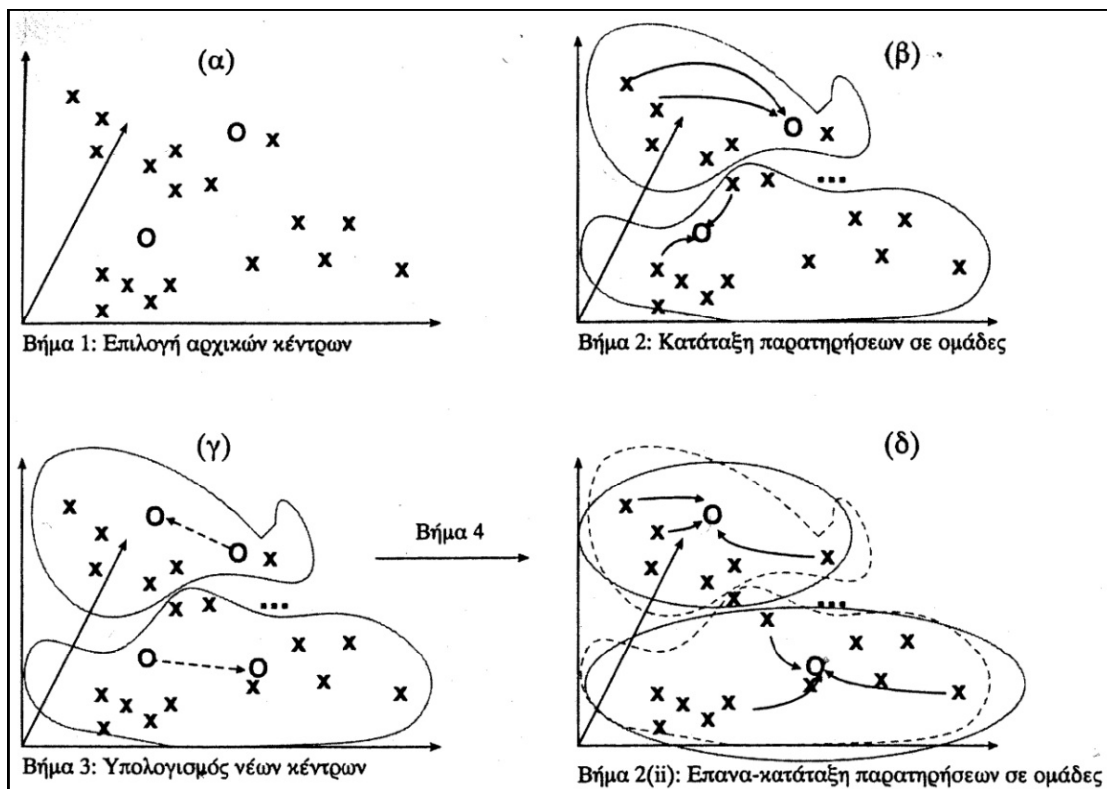 (α)
(β)
Βήμα 1: Επιλογή αρχικών κέντρων
Βήμα 2: Κατάταξη παρατηρήσεων σε ομάδες
(γ)
(δ)
Βήμα 4
Βήμα 3: Υπολογισμός νέων κέντρων
Βήμα 2(ii): Επανα-κατάταξη παρατηρήσεων σε ομάδες